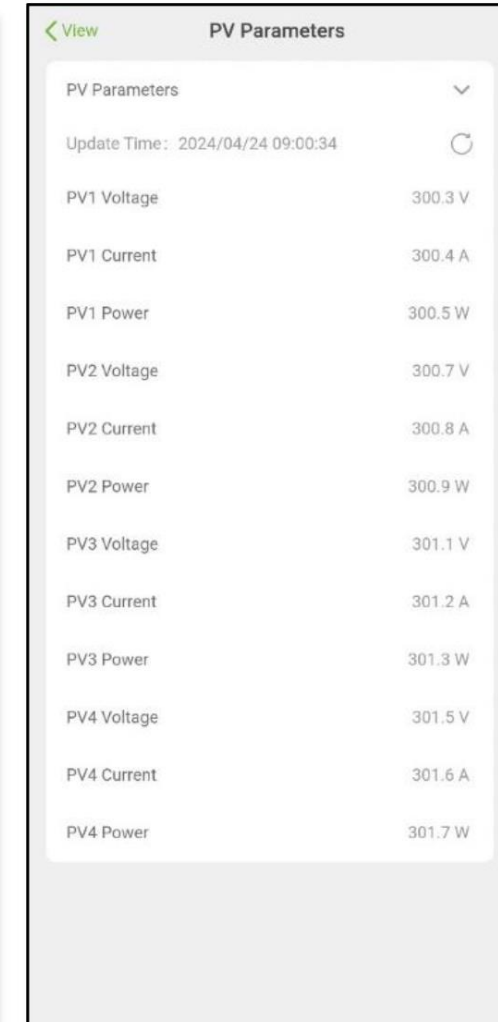 View PV Parameters
PV Parameters
Update Time: 2024/04/24 09:00:34
PV1 Voltage 300.3 V
PV1 Current 300.4 A
PV1 Power 300.5 W
PV2 Voltage 300.7 V
PV2 Current 300.8 A
PV2 Power 300.9 W
PV3 Voltage 301.1 V
PV3 Current 301.2 A
PV3 Power 301.3 W
PV4 Voltage 301.5 V
PV4 Current 301.6 A
PV4 Power 301.7 W